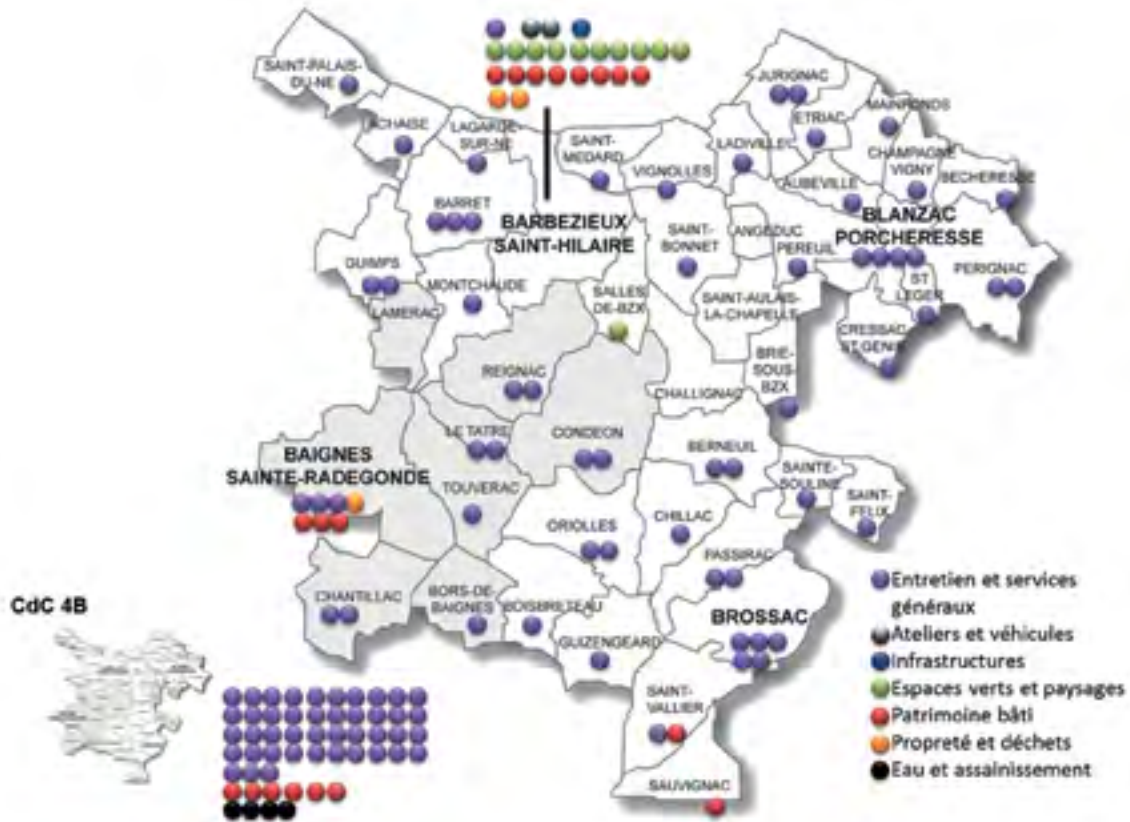 SAINT-PALAIS-
DU-NE
LACHAISE
LAGARDE-
SUR-NE
SAINT-
MEDARD
VIGNOLLES
LADIVILLE
JURIGNAC
ETRIAC
MAINFONDS
CHAMPAGNE
VIGNY
BECHERESSE
AUBEVILLE
BARRET
BARBEZIEUX
SAINT-HILAIRE
SAINT-
BONNET
ANGEDUC
PEREUIL
BLANZAC
PORCHERESSE
PERIGNAC
ST
LEGER
GUIMPS
MONTCHAUDE
LAMERAC
SALLES
DE-BZX
SAINT-AULAIS-
LA-CHAPELLE
CRESSAC
ST GENIS
BRIE-
SOUS-
BZX
REIGNAC
CHALLIGNAC
LE TATRE
CONDEON
BERNEUIL
BAIGNES
SAINTE-RADEGONDE
SAINTE-
SOULINE
SAINT-
FELIX
TOUVERAC
ORIOLLES
CHILLAC
PASSIRAC
CHANTILLAC
BORS-DE-
BAIGNES
BOISBRETEAU
GUIZENGEARD
BROSSAC
SAINT-
VALLIER
SAUVIGNAC
CdC 4B
Entretien et services
généraux
Ateliers et véhicules
Infrastructures
Espaces verts et paysages
Patrimoine bâti
Propreté et déchets
Eau et assainissement